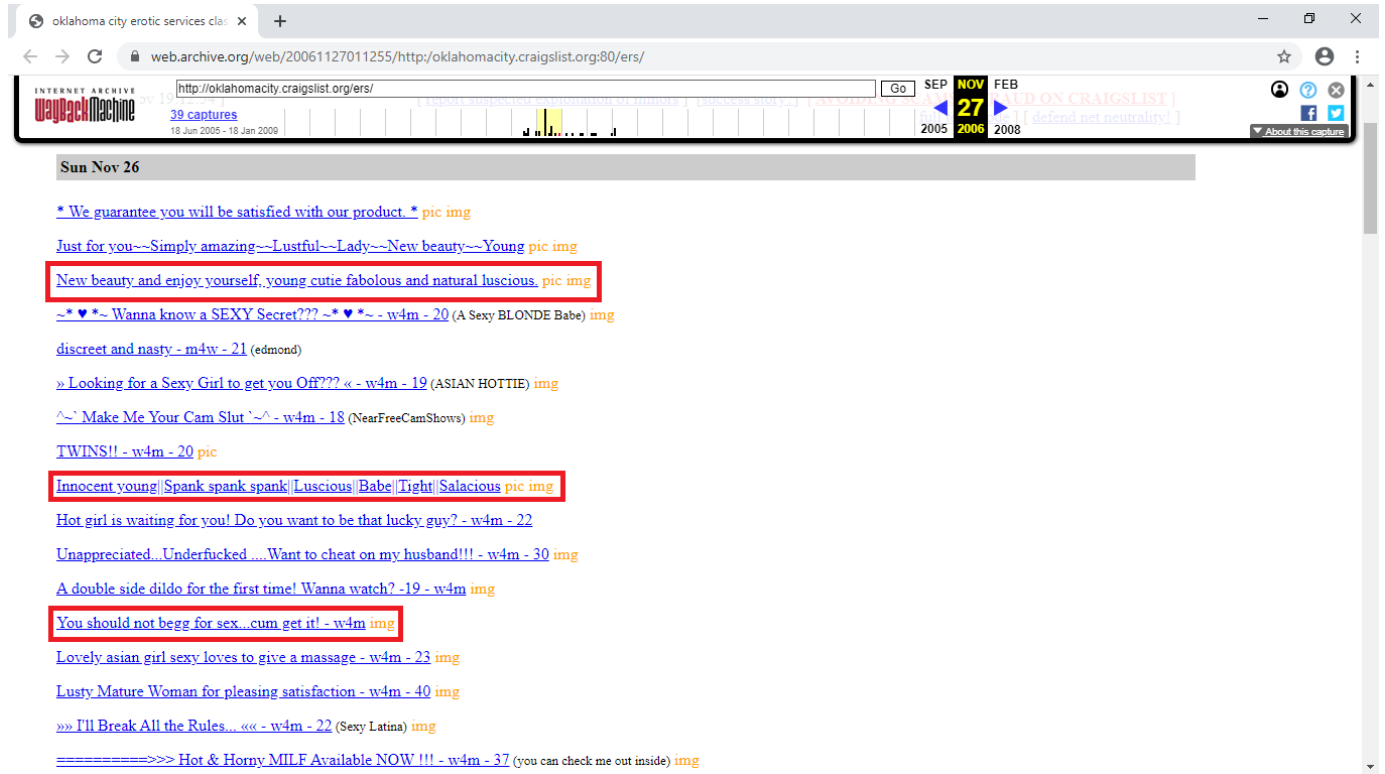 oklahoma city erotic services clas
web.archive.org/web/20061127011255/http:/oklahomacity.craigslist.org:80/ers/
INTERNET ARCHIVE
WayBackMachine
http://oklahomacity.craigslist.org/ers/ Go SEP NOV FEB
39 captures 27
18 Jun 2005 - 18 Jan 2009 2005 2006 2008
About this capture
[ report suspected exploitation of minors ] [success story?] [ AVOIDING SCAMS FRAUD ON CRAIGSLIST ]
[ defend net neutrality! ]
Sun Nov 26
* We guarantee you will be satisfied with our product. * pic img
Just for you~~Simply amazing~~Lustful~~Lady~~New beauty~~Young pic img
New beauty and enjoy yourself, young cutie fabolous and natural luscious. pic img
~* ♥ *~ Wanna know a SEXY Secret??? ~* ♥ *~ - w4m - 20 (A Sexy BLONDE Babe) img
discreet and nasty - m4w - 21 (edmond)
» Looking for a Sexy Girl to get you Off??? « - w4m - 19 (ASIAN HOTTIE) img
^~` Make Me Your Cam Slut `~^ - w4m - 18 (NearFreeCamShows) img
TWINS!! - w4m - 20 pic
Innocent young||Spank spank spank||Luscious||Babe||Tight||Salacious pic img
Hot girl is waiting for you! Do you want to be that lucky guy? - w4m - 22
Unappreciated...Underfucked ....Want to cheat on my husband!!! - w4m - 30 img
A double side dildo for the first time! Wanna watch? -19 - w4m img
You should not begg for sex...cum get it! - w4m img
Lovely asian girl sexy loves to give a massage - w4m - 23 img
Lusty Mature Woman for pleasing satisfaction - w4m - 40 img
»» I'll Break All the Rules... «« - w4m - 22 (Sexy Latina) img
==========>>> Hot & Horny MILF Available NOW !!! - w4m - 37 (you can check me out inside) img